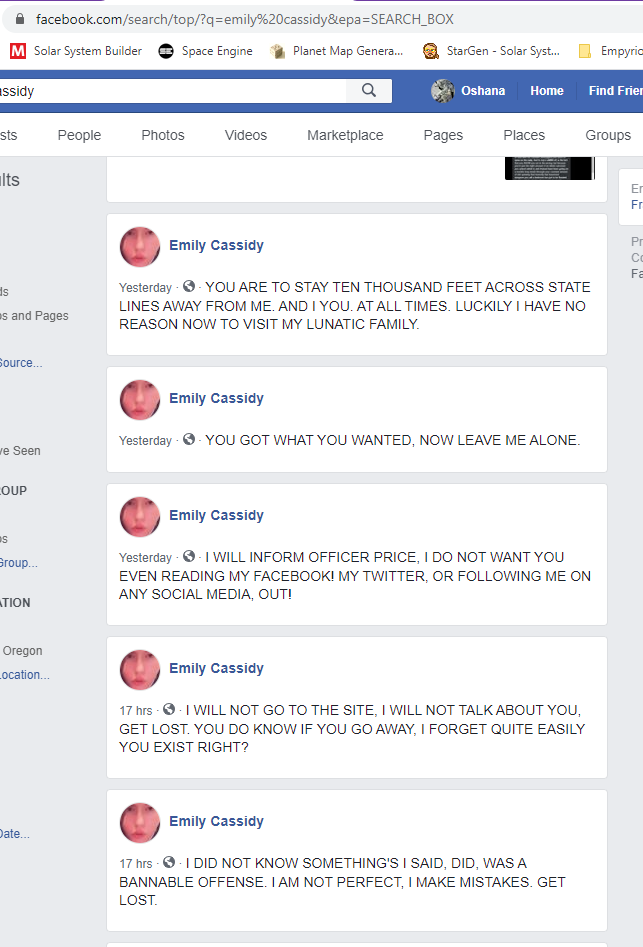 facebook.com/search/top/?q=emily%20cassidy&epa=SEARCH_BOX
M Solar System Builder SE Space Engine Planet Map Genera... StarGen - Solar Syst... Empyrio
assidy Oshana Home Find Frien
sts People Photos Videos Marketplace Pages Places Groups
ults
Emily Cassidy
Yesterday · YOU ARE TO STAY TEN THOUSAND FEET ACROSS STATE
LINES AWAY FROM ME. AND I YOU. AT ALL TIMES. LUCKILY I HAVE NO
REASON NOW TO VISIT MY LUNATIC FAMILY.
Emily Cassidy
Yesterday · YOU GOT WHAT YOU WANTED, NOW LEAVE ME ALONE.
Emily Cassidy
Yesterday · I WILL INFORM OFFICER PRICE, I DO NOT WANT YOU
EVEN READING MY FACEBOOK! MY TWITTER, OR FOLLOWING ME ON
ANY SOCIAL MEDIA, OUT!
Emily Cassidy
17 hrs · I WILL NOT GO TO THE SITE, I WILL NOT TALK ABOUT YOU,
GET LOST. YOU DO KNOW IF YOU GO AWAY, I FORGET QUITE EASILY
YOU EXIST RIGHT?
Emily Cassidy
17 hrs · I DID NOT KNOW SOMETHING'S I SAID, DID, WAS A
BANNABLE OFFENSE. I AM NOT PERFECT, I MAKE MISTAKES. GET
LOST.
ds
ps and Pages
Source...
ve Seen
ROUP
ps
Group...
ATION
Oregon
Location...
Date...
En
Fr
Pr
Co
Fa